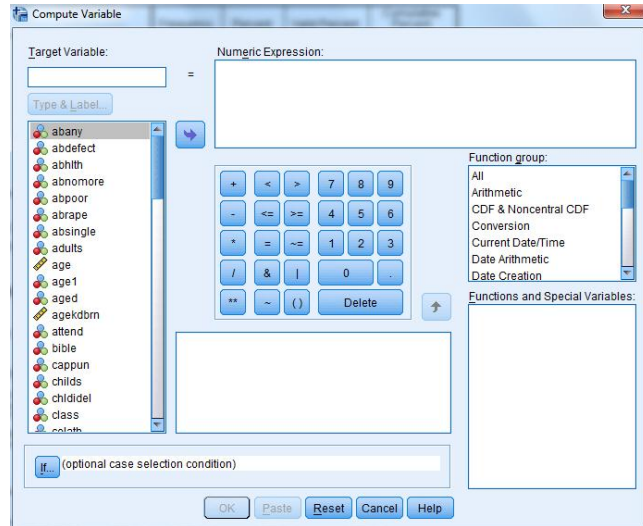 Compute Variable
Target Variable:
=
Numeric Expression:
Type & Label...
abany
abdefect
abhlth
abnomore
abpoor
abrape
absingle
adults
age
age1
aged
agekdbrn
attend
bible
cappun
childs
chldidel
class
+ < > 7 8 9
- <= >= 4 5 6
* = ~= 1 2 3
/ & | 0 .
** ~ ( ) Delete
Function group:
All
Arithmetic
CDF & Noncentral CDF
Conversion
Current Date/Time
Date Arithmetic
Date Creation
Functions and Special Variables:
If... (optional case selection condition)
OK Paste Reset Cancel Help